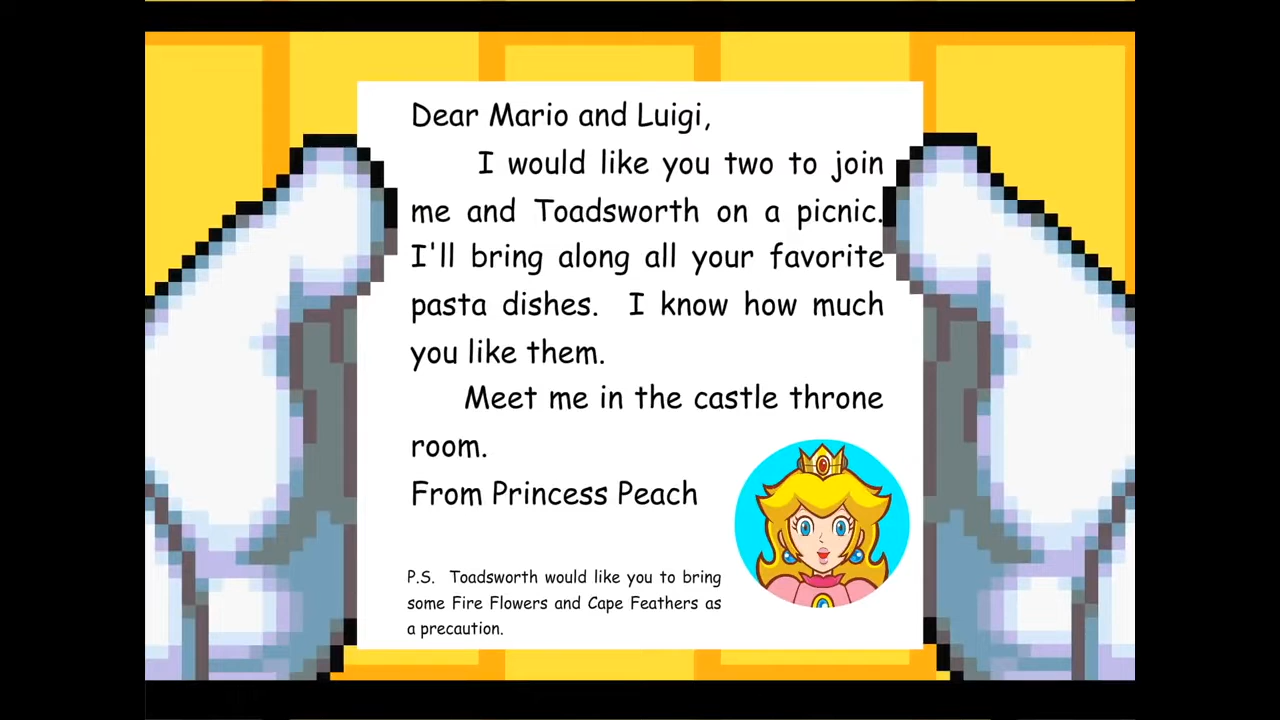 Dear Mario and Luigi,
I would like you two to join
me and Toadsworth on a picnic.
I'll bring along all your favorite
pasta dishes. I know how much
you like them.
Meet me in the castle throne
room.
From Princess Peach
P.S. Toadsworth would like you to bring
some Fire Flowers and Cape Feathers as
a precaution.